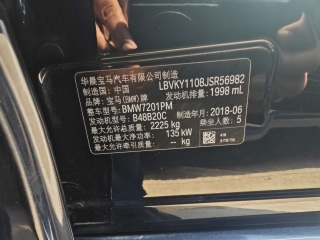 华晨宝马汽车有限公司制造
制造国：中国 LBVKY1108JSR56982
品牌：宝马(BMW)牌 发动机排量：1998 mL
整车型号：BMW7201PM
发动机型号：B48B20C 制造年月：2018-06
最大允许总质量：2225 kg 乘坐人数：5
发动机最大净功率：135 kW
最大允许牵引质量：-- kg